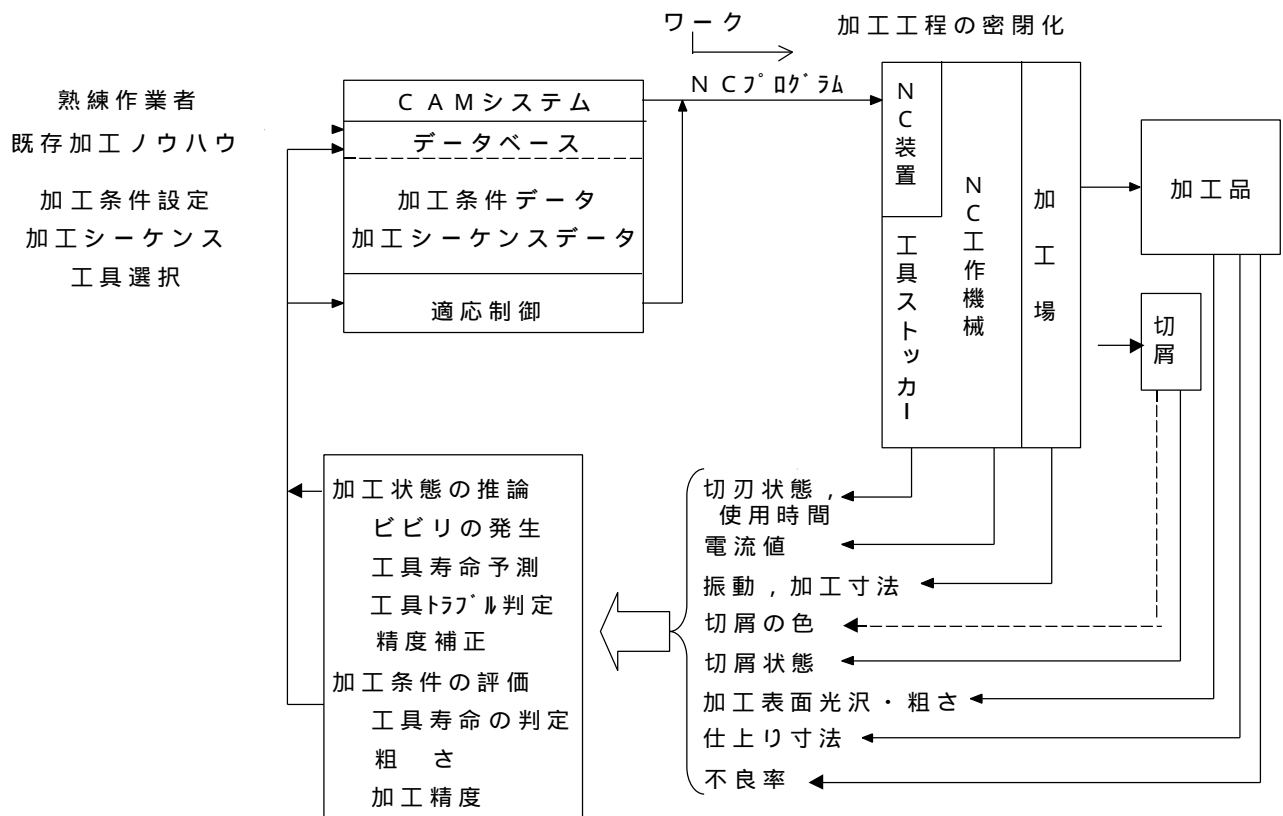 ワーク
加工工程の密閉化
熟練作業者
既存加工ノウハウ
加工条件設定
加工シーケンス
工具選択
ＣＡＭシステム
データベース
加工条件データ
加工シーケンスデータ
適応制御
ＮＣﾌﾟﾛｸﾞﾗﾑ
ＮＣ装置
工具ストッカー
ＮＣ工作機械
加工場
加工品
切屑
切刃状態，
使用時間
電流値
振動，加工寸法
切屑の色
切屑状態
加工表面光沢・粗さ
仕上り寸法
不良率
加工状態の推論
ビビリの発生
工具寿命予測
工具ﾄﾗﾌﾞﾙ判定
精度補正
加工条件の評価
工具寿命の判定
粗　さ
加工精度